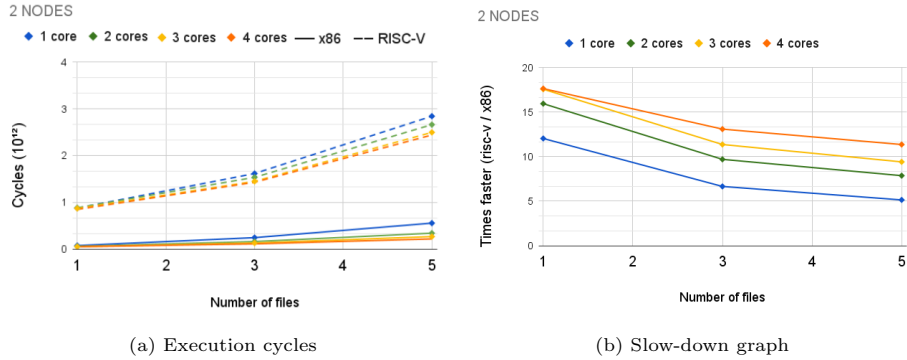 2 NODES
1 core 2 cores 3 cores 4 cores x86 RISC-V
4
3
2
1
0
Cycles (10¹²)
1 2 3 4 5
Number of files
(a) Execution cycles
2 NODES
1 core 2 cores 3 cores 4 cores
20
15
10
5
0
Times faster (risc-v / x86)
1 2 3 4 5
Number of files
(b) Slow-down graph